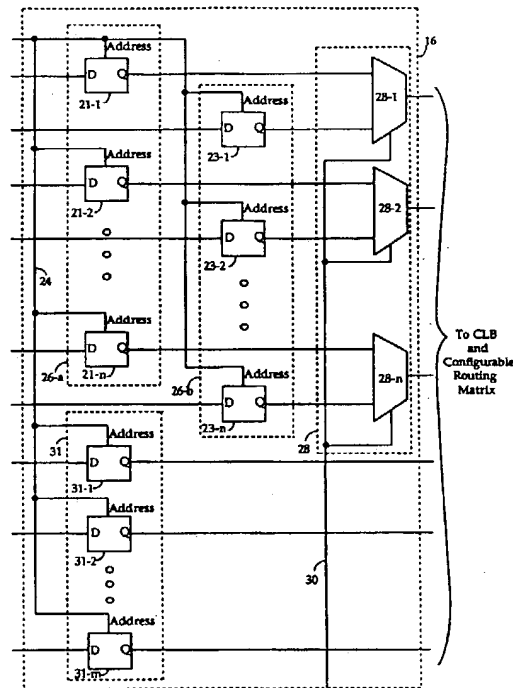 16
Address
D Q
21-1
28-1
Address
D Q
23-1
Address
D Q
21-2
28-2
Address
D Q
23-2
24
Address
D Q
21-n
26-a
26-b
28-n
To CLB
and
Configurable
Routing
Matrix
Address
D Q
23-n
28
31
Address
D Q
31-1
Address
D Q
31-2
30
Address
D Q
31-m